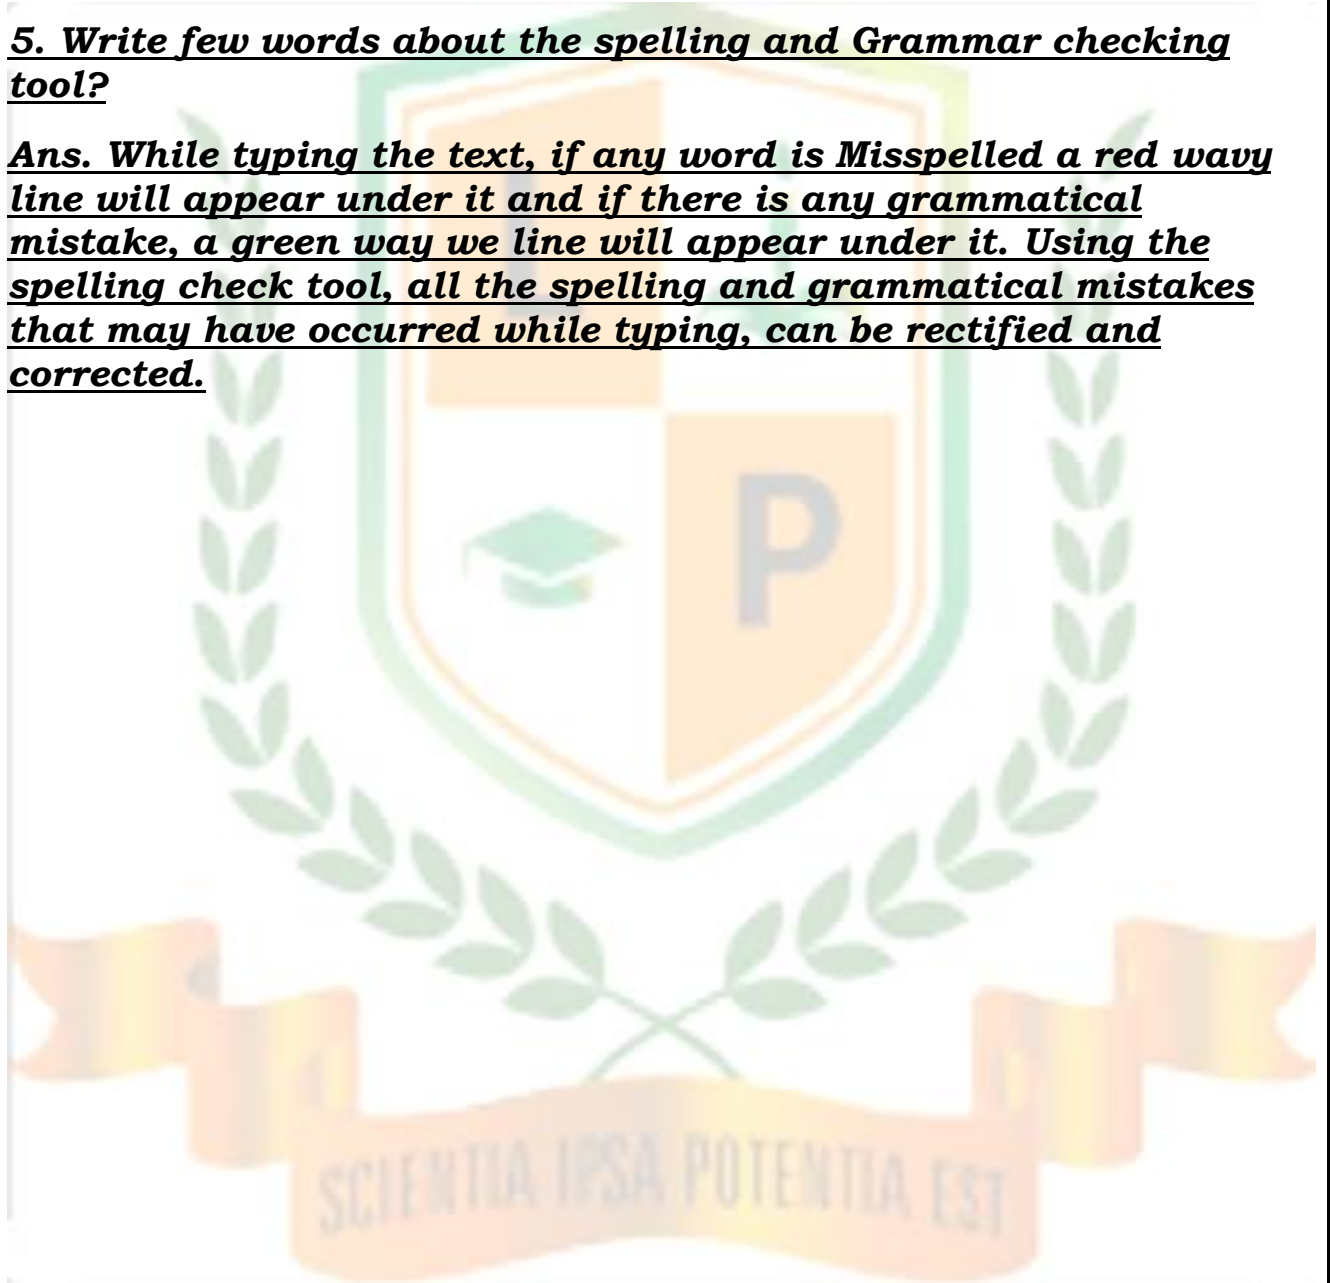 5. Write few words about the spelling and Grammar checking
tool?
Ans. While typing the text, if any word is Misspelled a red wavy
line will appear under it and if there is any grammatical
mistake, a green way we line will appear under it. Using the
spelling check tool, all the spelling and grammatical mistakes
that may have occurred while typing, can be rectified and
corrected.
L
P
SCIENTIA IPSA POTENTIA EST